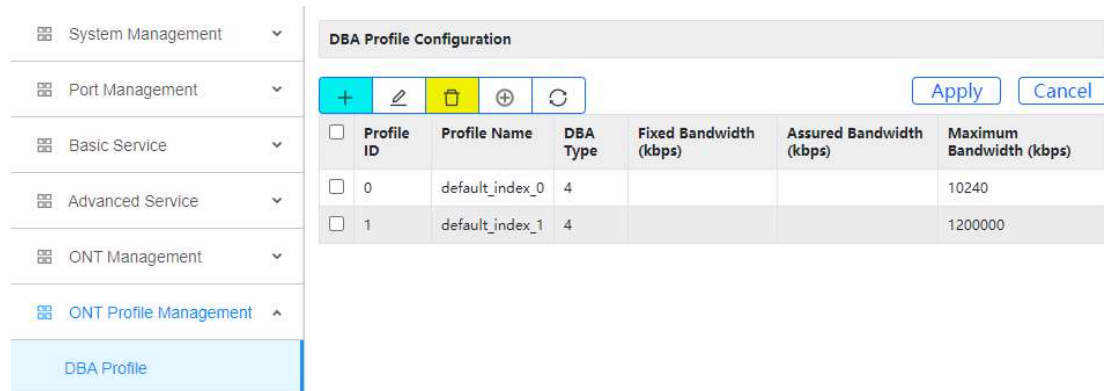 System Management
Port Management
Basic Service
Advanced Service
ONT Management
ONT Profile Management
DBA Profile
DBA Profile Configuration
Apply Cancel
Profile ID Profile Name DBA Type Fixed Bandwidth (kbps) Assured Bandwidth (kbps) Maximum Bandwidth (kbps)
0 default_index_0 4 10240
1 default_index_1 4 1200000